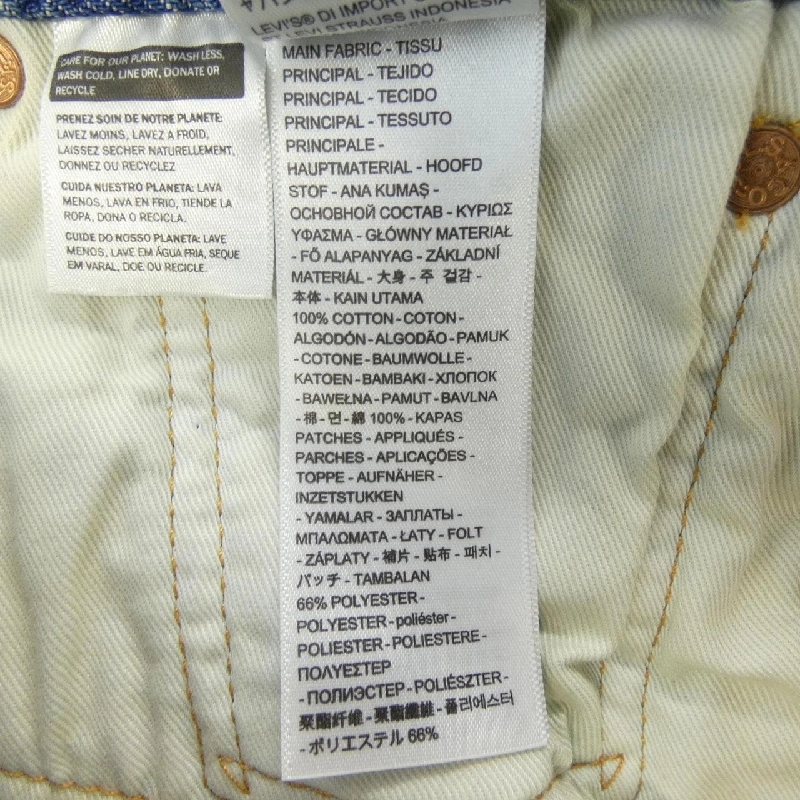 LEVI'S® DI IMPORT
LEVI STRAUSS INDONESIA
CARE FOR OUR PLANET: WASH LESS,
WASH COLD, LINE DRY, DONATE OR
RECYCLE
PRENEZ SOIN DE NOTRE PLANETE:
LAVEZ MOINS, LAVEZ A FROID,
LAISSEZ SECHER NATURELLEMENT,
DONNEZ OU RECYCLEZ
CUIDA NUESTRO PLANETA: LAVA
MENOS, LAVA EN FRIO, TIENDE LA
ROPA, DONA O RECICLA.
CUIDE DO NOSSO PLANETA: LAVE
MENOS, LAVE EM ÁGUA FRIA, SEQUE
EM VARAL, DOE OU RECICLE.
MAIN FABRIC - TISSU
PRINCIPAL - TEJIDO
PRINCIPAL - TECIDO
PRINCIPAL - TESSUTO
PRINCIPALE -
HAUPTMATERIAL - HOOFD
STOF - ANA KUMAŞ -
ОСНОВНОЙ СОСТАВ - ΚΥΡΙΩΣ
ΥΦΑΣΜΑ - GŁÓWNY MATERIAŁ
- FŐ ALAPANYAG - ZÁKLADNÍ
MATERIÁL - 大身 - 주 겉감 -
本体 - KAIN UTAMA
100% COTTON - COTON -
ALGODÓN - ALGODÃO - PAMUK
- COTONE - BAUMWOLLE -
KATOEN - ΒΑΜΒΑΚΙ - ХЛОПОК
- BAWEŁNA - PAMUT - BAVLNA
- 棉 - 면 - 綿 100% - KAPAS
PATCHES - APPLIQUÉS -
PARCHES - APLICAÇÕES -
TOPPE - AUFNÄHER -
INZETSTUKKEN
- YAMALAR - ЗАПЛАТЫ -
ΜΠΑΛΩΜΑΤΑ - ŁATY - FOLT
- ZÁPLATY - 補片 - 贴布 - 패치 -
パッチ - TAMBALAN
66% POLYESTER -
POLYESTER - poliéster -
POLIESTER - POLIESTERE -
ΠΟΛΥΕΣΤΕΡ
- ПОЛИЭСТЕР - POLIÉSZTER -
聚酯纤维 - 聚酯纖維 - 폴리에스터
- ポリエステル 66%